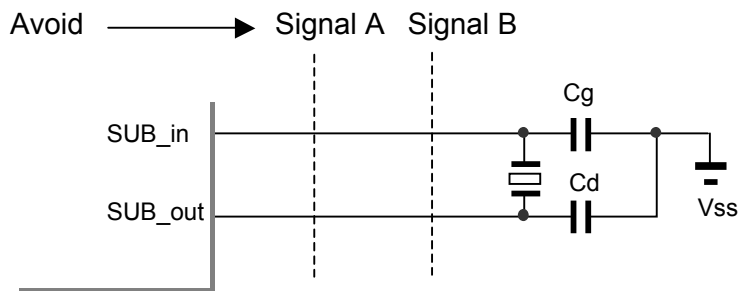 Avoid Signal A Signal B
Cg
SUB_in
Cd
SUB_out
Vss